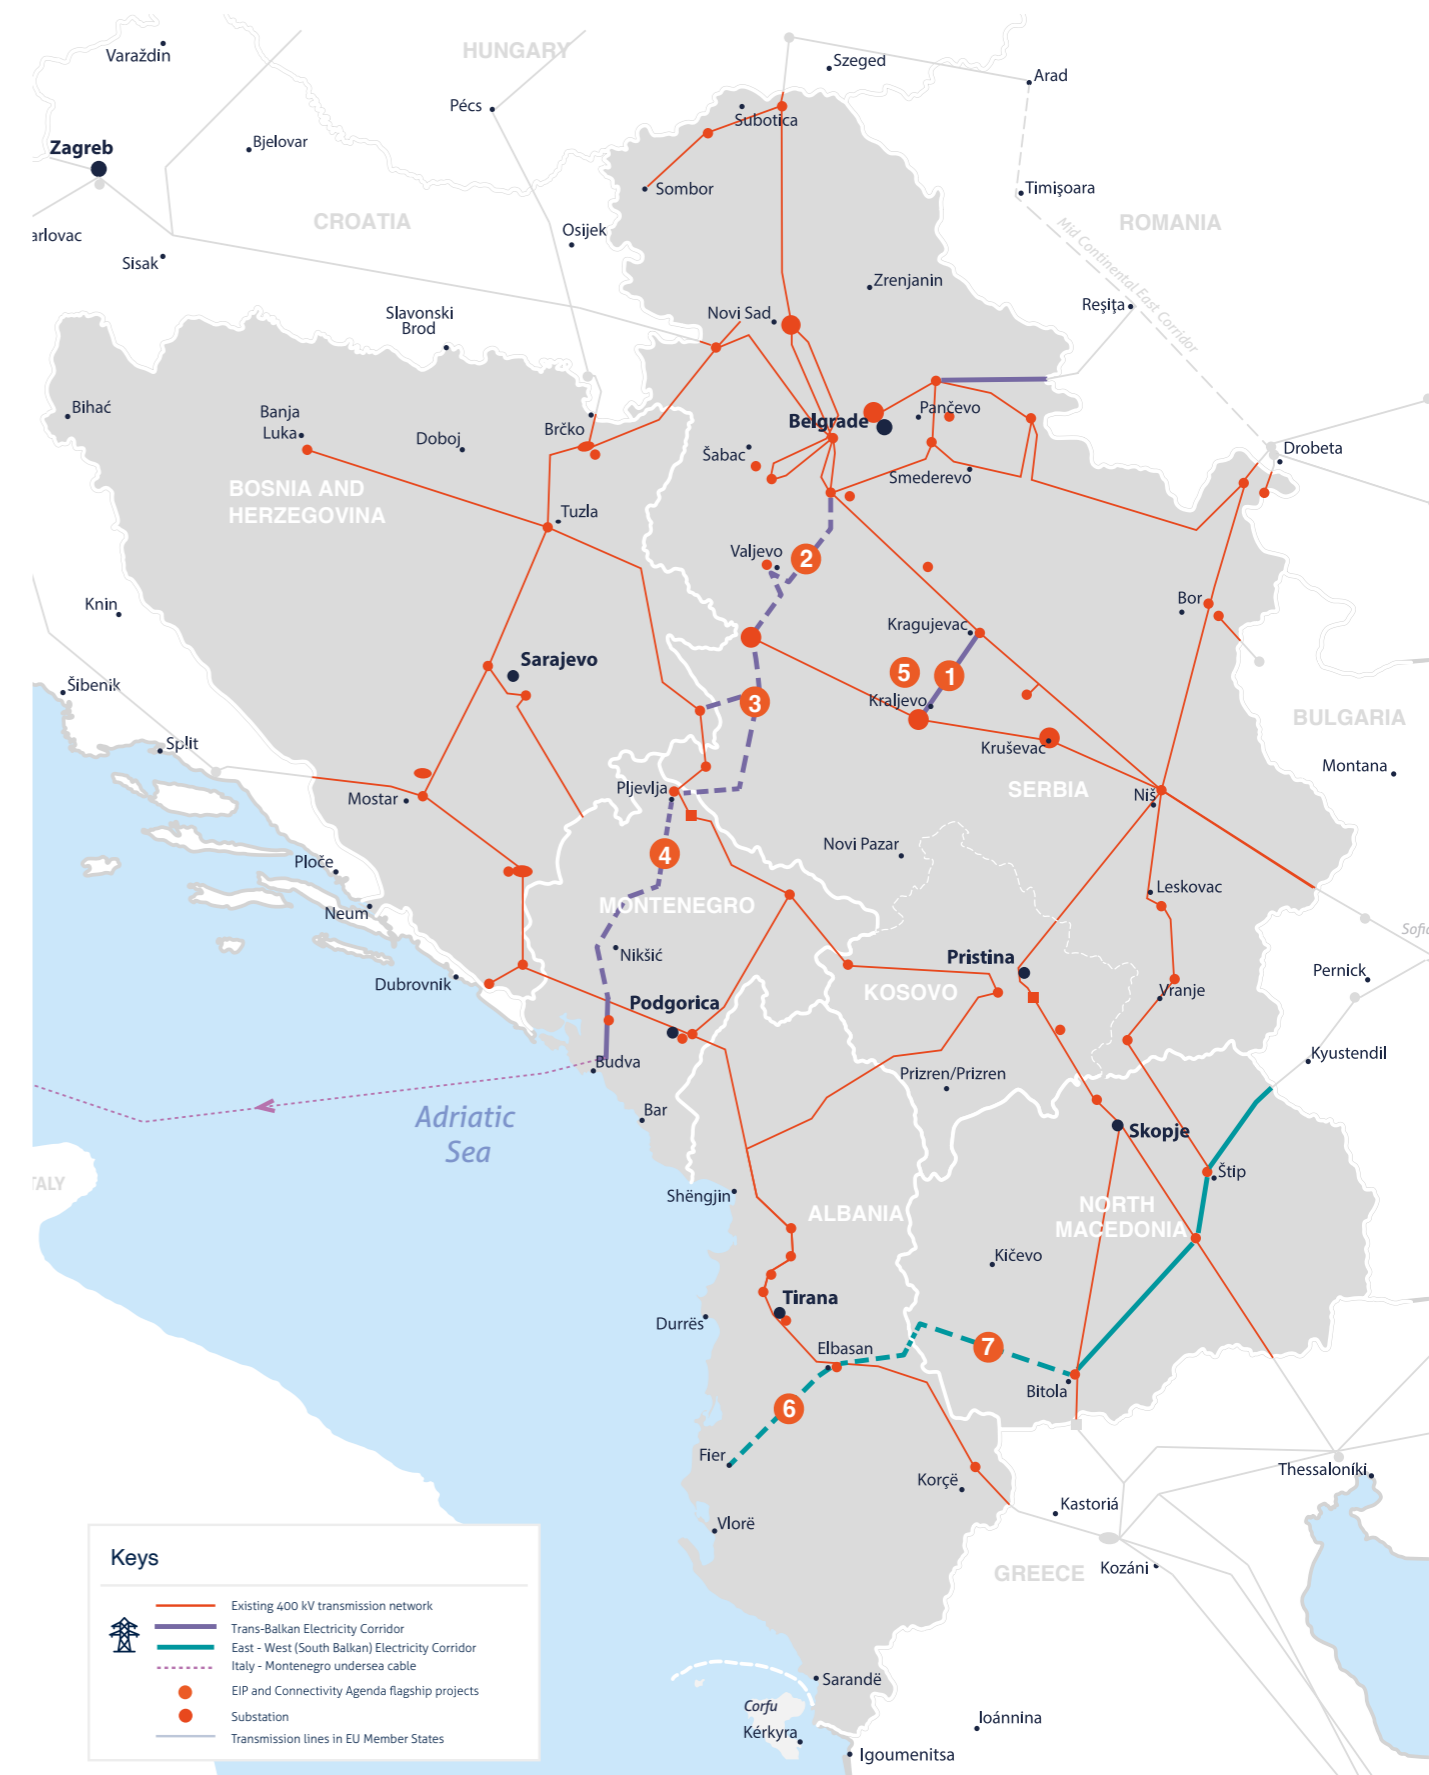 HUNGARY
Varaždin
Szeged
Arad
Pécs
Subotica
Bjelovar
Zagreb
Sombor
Timişoara
CROATIA
ROMANIA
Mid Continental East Corridor
arlovac
Osijek
Sisak
Zrenjanin
Reşiţa
Slavonski
Brod
Novi Sad
Bihać
Banja
Luka
Doboj
Brčko
Belgrade
Pančevo
Šabac
Smederevo
Drobeta
BOSNIA AND
HERZEGOVINA
Tuzla
Valjevo
2
Knin
Bor
Kragujevac
Sarajevo
5
1
Šibenik
3
Kraljevo
BULGARIA
Split
Kruševac
Montana
Pljevlja
SERBIA
Niš
Mostar
4
Novi Pazar
Ploče
Leskovac
Neum
MONTENEGRO
Sofia
Nikšić
Pristina
Pernick
Dubrovnik
KOSOVO
Vranje
Podgorica
Kyustendil
Budva
Prizren/Prizren
Adriatic
Sea
Bar
Skopje
TALY
Štip
Shëngjin
ALBANIA
NORTH
MACEDONIA
Kičevo
Tirana
Durrës
Elbasan
7
Bitola
6
Fier
Korçë
Thessaloníki
Kastoriá
Vlorë
GREECE
Kozáni
Keys
Existing 400 kV transmission network
Trans-Balkan Electricity Corridor
East - West (South Balkan) Electricity Corridor
Italy - Montenegro undersea cable
EIP and Connectivity Agenda flagship projects
Substation
Transmission lines in EU Member States
Sarandë
Corfu
Kérkyra
Ioánnina
Igoumenitsa